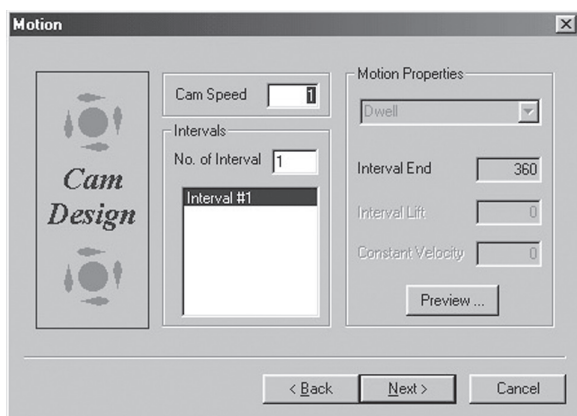 Motion
Cam Design
Cam Speed 1
Intervals
No. of Interval 1
Interval #1
Motion Properties
Dwell
Interval End 360
Interval Lift 0
Constant Velocity 0
Preview ...
< Back
Next >
Cancel